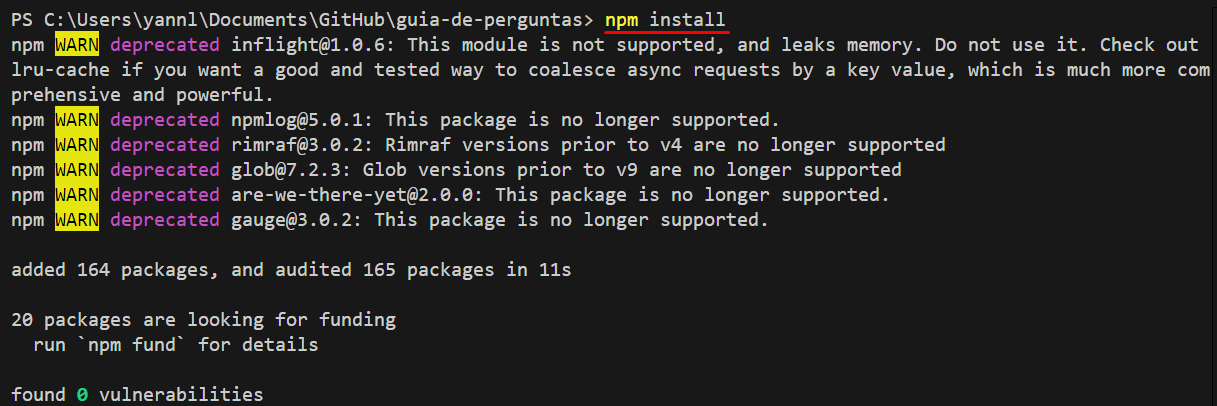 PS C:\Users\yannl\Documents\GitHub\guia-de-perguntas> npm install
npm WARN deprecated inflight@1.0.6: This module is not supported, and leaks memory. Do not use it. Check out
lru-cache if you want a good and tested way to coalesce async requests by a key value, which is much more com
prehensive and powerful.
npm WARN deprecated npmlog@5.0.1: This package is no longer supported.
npm WARN deprecated rimraf@3.0.2: Rimraf versions prior to v4 are no longer supported
npm WARN deprecated glob@7.2.3: Glob versions prior to v9 are no longer supported
npm WARN deprecated are-we-there-yet@2.0.0: This package is no longer supported.
npm WARN deprecated gauge@3.0.2: This package is no longer supported.
added 164 packages, and audited 165 packages in 11s
20 packages are looking for funding
run `npm fund` for details
found 0 vulnerabilities